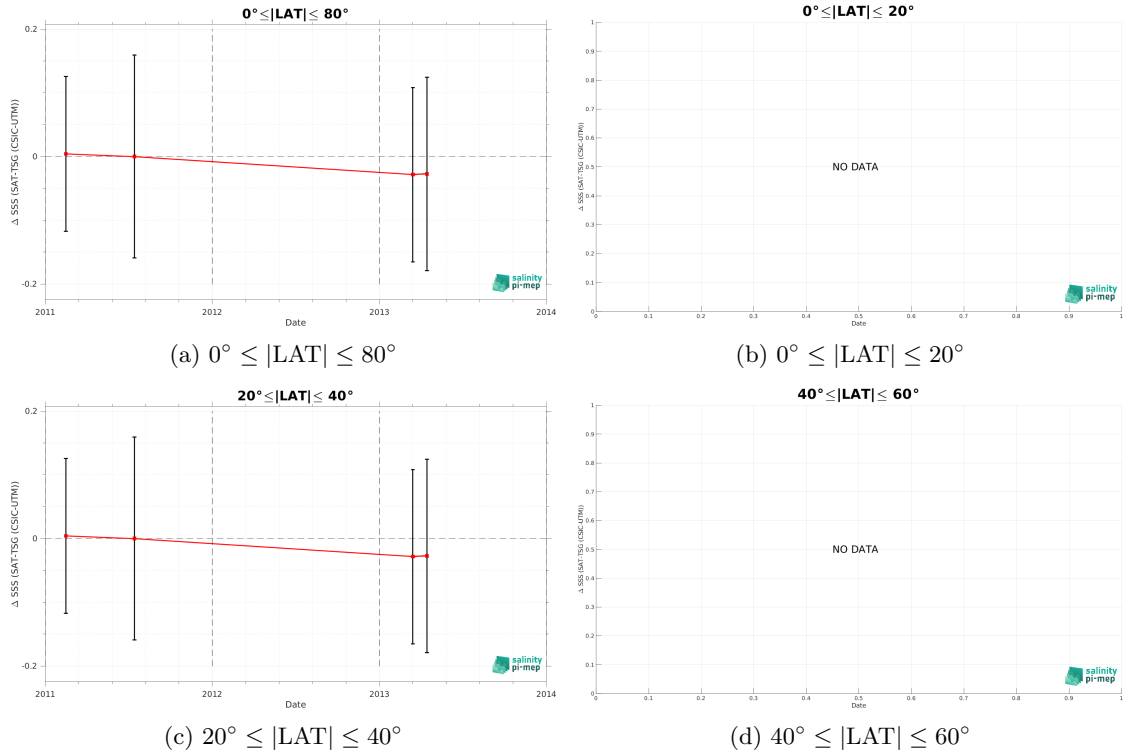 0°≤|LAT|≤ 80°
0.2
0
-0.2
Δ SSS (SAT-TSG (CSIC-UTM))
2011 2012 2013 2014
Date
salinity
pi-mep
(a) 0° ≤ |LAT| ≤ 80°
0°≤|LAT|≤ 20°
1
0.9
0.8
0.7
0.6
0.5
0.4
0.3
0.2
0.1
0
Δ SSS (SAT-TSG (CSIC-UTM))
NO DATA
0 0.1 0.2 0.3 0.4 0.5 0.6 0.7 0.8 0.9 1
Date
salinity
pi-mep
(b) 0° ≤ |LAT| ≤ 20°
20°≤|LAT|≤ 40°
0.2
0
-0.2
Δ SSS (SAT-TSG (CSIC-UTM))
2011 2012 2013 2014
Date
salinity
pi-mep
(c) 20° ≤ |LAT| ≤ 40°
40°≤|LAT|≤ 60°
1
0.9
0.8
0.7
0.6
0.5
0.4
0.3
0.2
0.1
0
Δ SSS (SAT-TSG (CSIC-UTM))
NO DATA
0 0.1 0.2 0.3 0.4 0.5 0.6 0.7 0.8 0.9 1
Date
salinity
pi-mep
(d) 40° ≤ |LAT| ≤ 60°